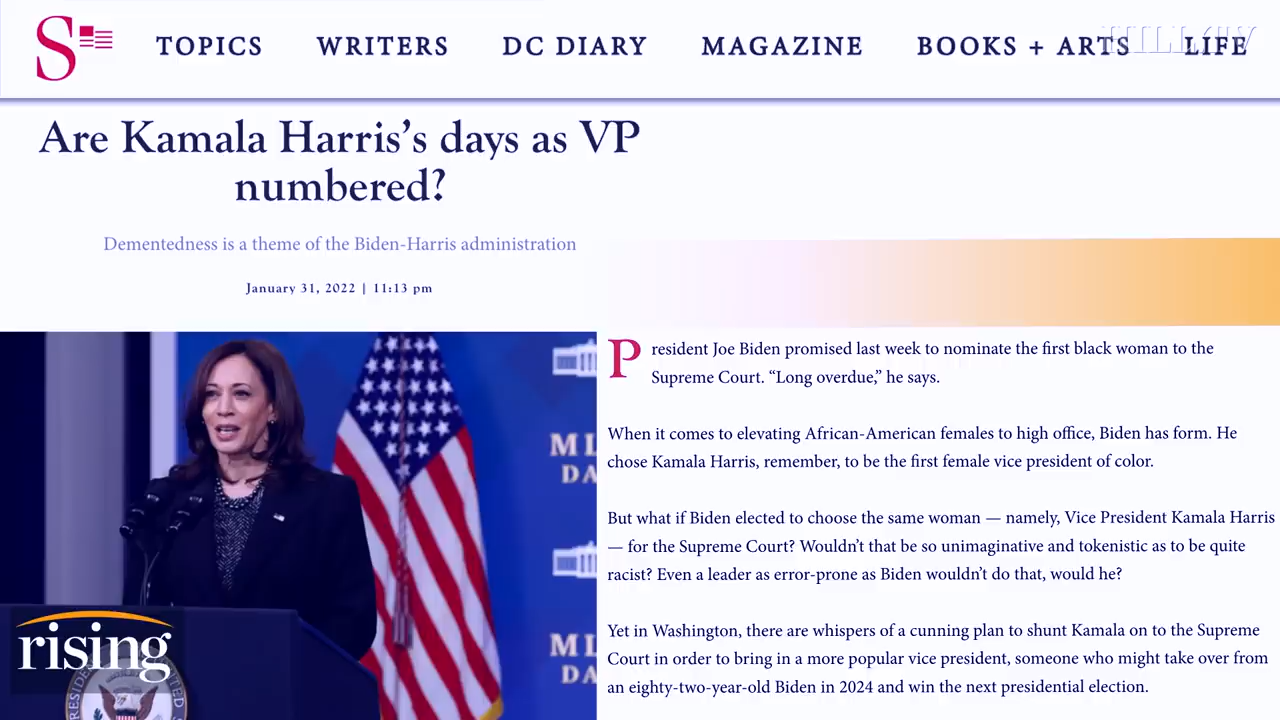 S
TOPICS WRITERS DC DIARY MAGAZINE BOOKS + ARTS LIFE
HILL.TV
Are Kamala Harris's days as VP
numbered?
Dementedness is a theme of the Biden-Harris administration
January 31, 2022 | 11:13 pm
President Joe Biden promised last week to nominate the first black woman to the
Supreme Court. “Long overdue,” he says.
When it comes to elevating African-American females to high office, Biden has form. He
chose Kamala Harris, remember, to be the first female vice president of color.
But what if Biden elected to choose the same woman — namely, Vice President Kamala Harris
— for the Supreme Court? Wouldn’t that be so unimaginative and tokenistic as to be quite
racist? Even a leader as error-prone as Biden wouldn’t do that, would he?
Yet in Washington, there are whispers of a cunning plan to shunt Kamala on to the Supreme
Court in order to bring in a more popular vice president, someone who might take over from
an eighty-two-year-old Biden in 2024 and win the next presidential election.
MI
DA
MI
DA
rising